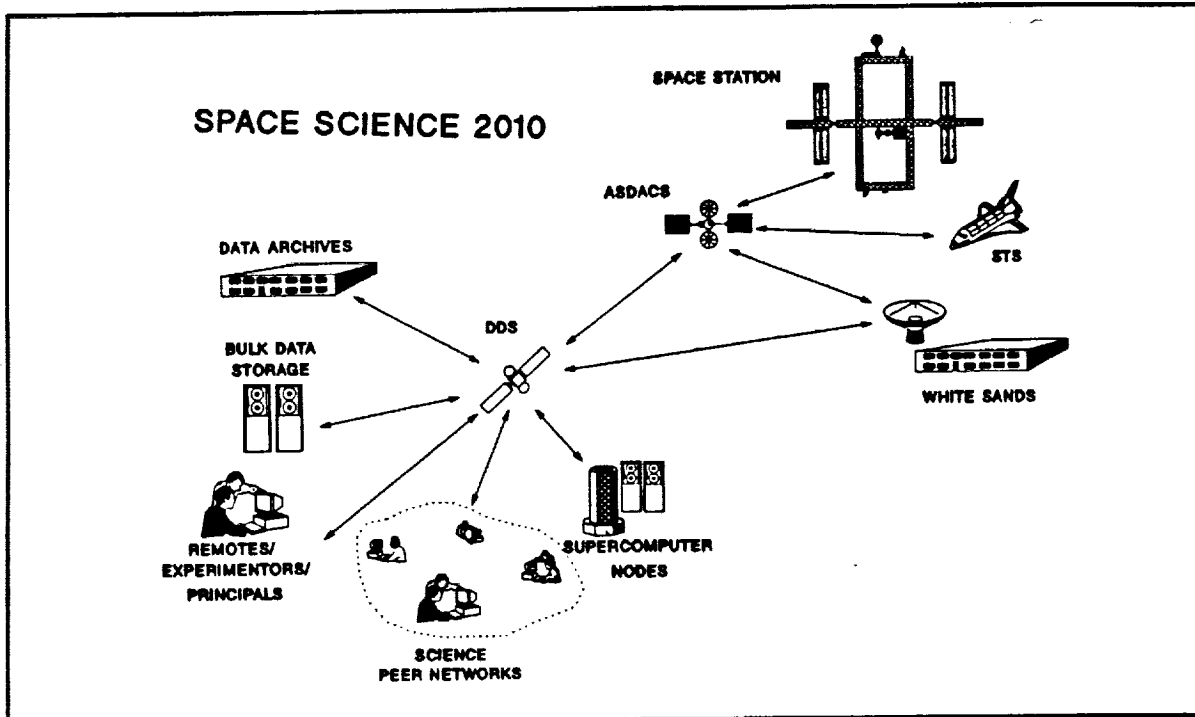 SPACE STATION
SPACE SCIENCE 2010
ASDACS
STS
DATA ARCHIVES
DDS
BULK DATA
STORAGE
WHITE SANDS
REMOTES/
EXPERIMENTORS/
PRINCIPALS
SUPERCOMPUTER
NODES
SCIENCE
PEER NETWORKS